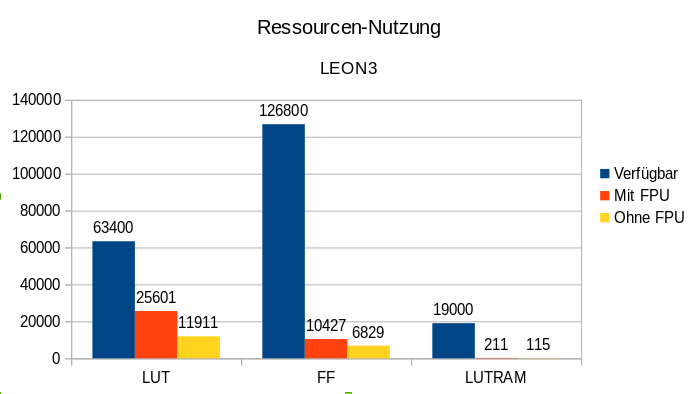 Ressourcen-Nutzung
LEON3
140000
120000
100000
80000
60000
40000
20000
0
63400
25601
11911
126800
10427
6829
19000
211
115
LUT
FF
LUTRAM
Verfügbar
Mit FPU
Ohne FPU